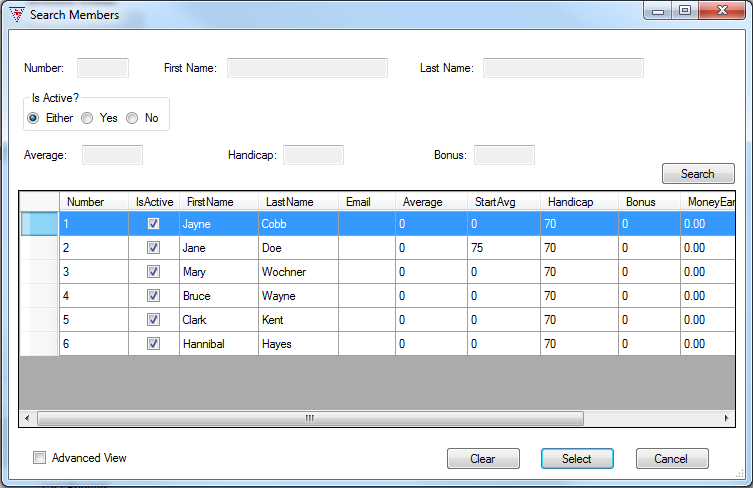 Search Members
Number: First Name: Last Name:
Is Active?
Either Yes No
Average: Handicap: Bonus:
Search
Number IsActive FirstName LastName Email Average StartAvg Handicap Bonus MoneyEar
1 Jayne Cobb 0 0 70 0 0.00
2 Jane Doe 0 75 70 0 0.00
3 Mary Wochner 0 0 70 0 0.00
4 Bruce Wayne 0 0 70 0 0.00
5 Clark Kent 0 0 70 0 0.00
6 Hannibal Hayes 0 0 70 0 0.00
Advanced View Clear Select Cancel